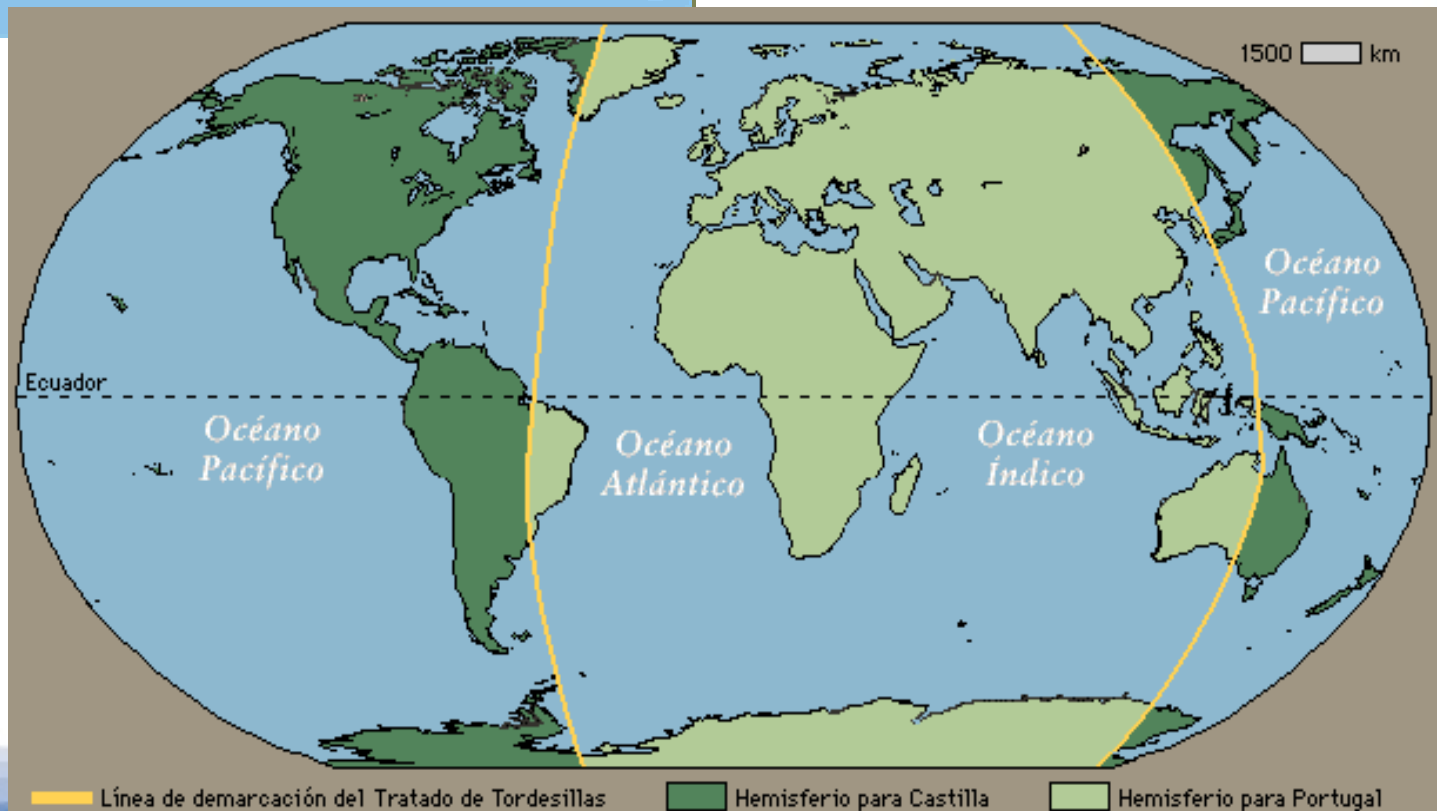 1500 km
Océano
Pacífico
Ecuador
Océano
Pacífico
Océano
Atlántico
Océano
Índico
Línea de demarcación del Tratado de Tordesillas
Hemisferio para Castilla
Hemisferio para Portugal